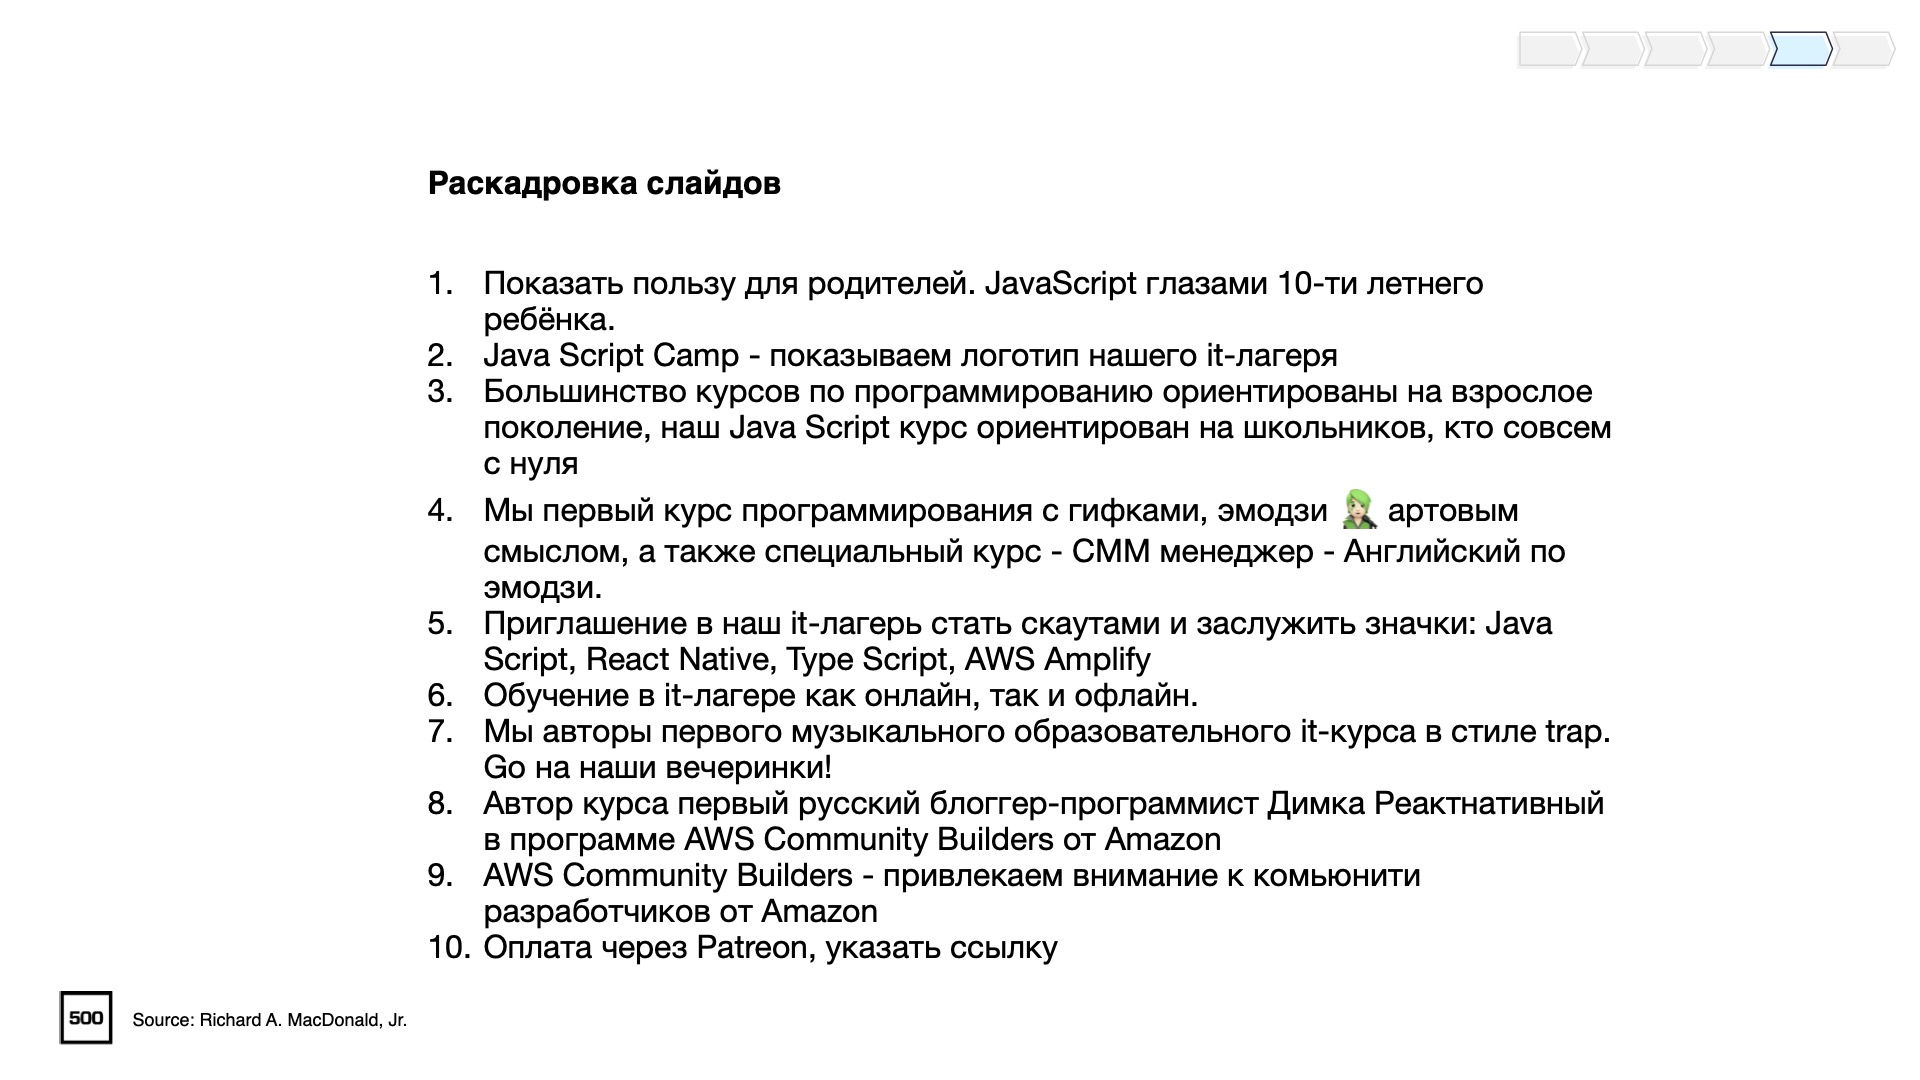 Раскадровка слайдов
1. Показать пользу для родителей. JavaScript глазами 10-ти летнего
ребёнка.
2. Java Script Camp - показываем логотип нашего it-лагеря
3. Большинство курсов по программированию ориентированы на взрослое
поколение, наш Java Script курс ориентирован на школьников, кто совсем
с нуля
4. Мы первый курс программирования с гифками, эмодзи артовым
смыслом, а также специальный курс - СММ менеджер - Английский по
эмодзи.
5. Приглашение в наш it-лагерь стать скаутами и заслужить значки: Java
Script, React Native, Type Script, AWS Amplify
6. Обучение в it-лагере как онлайн, так и офлайн.
7. Мы авторы первого музыкального образовательного it-курса в стиле trap.
Go на наши вечеринки!
8. Автор курса первый русский блоггер-программист Димка Реактнативный
в программе AWS Community Builders от Amazon
9. AWS Community Builders - привлекаем внимание к комьюнити
разработчиков от Amazon
10. Оплата через Patreon, указать ссылку
500
Source: Richard A. MacDonald, Jr.